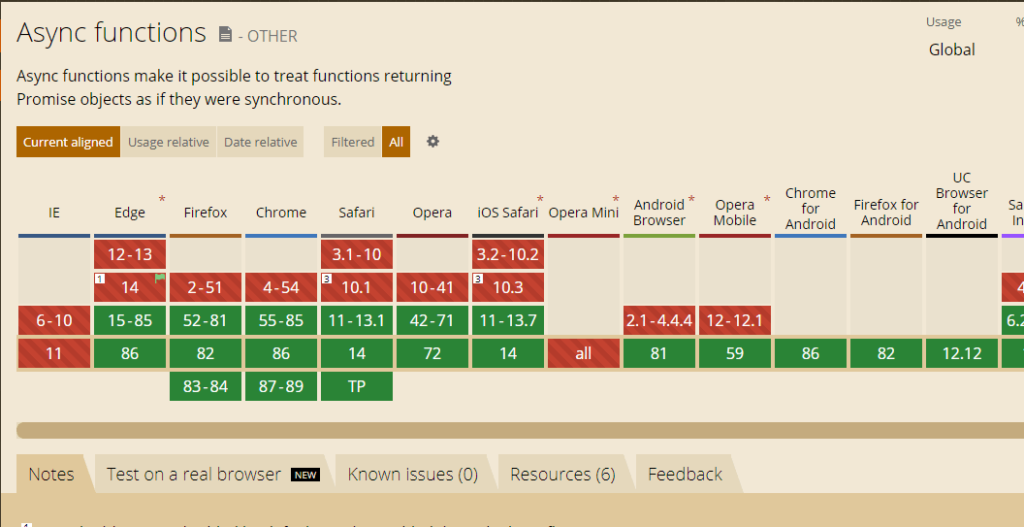 Async functions - OTHER
Usage %
Global
Async functions make it possible to treat functions returning
Promise objects as if they were synchronous.
Current aligned Usage relative Date relative Filtered All
IE Edge * Firefox Chrome Safari Opera iOS Safari * Opera Mini Android Browser * Opera Mobile * Chrome for Android Firefox for Android UC Browser for Android
12-13 3.1-10 3.2-10.2
1 14 2-51 4-54 3 10.1 10-41 3 10.3 4
6-10 15-85 52-81 55-85 11-13.1 42-71 11-13.7 2.1-4.4.4 12-12.1 6.2
11 86 82 86 14 72 14 all 81 59 86 82 12.12
83-84 87-89 TP
Notes Test on a real browser NEW Known issues (0) Resources (6) Feedback